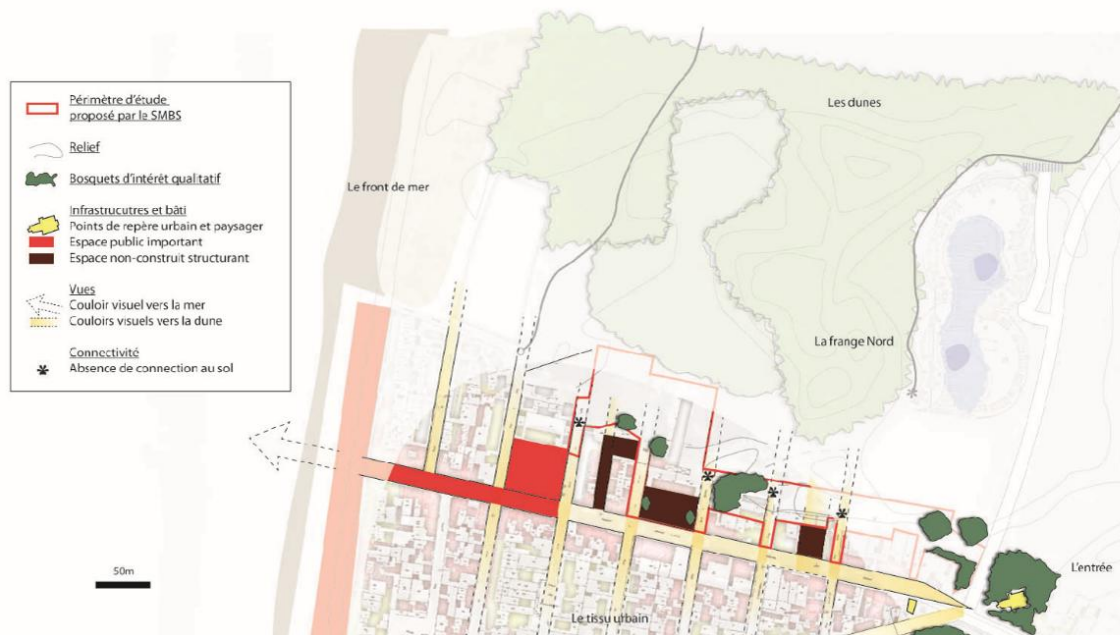 Périmètre d'étude
proposé par le SMBS
Relief
Bosquets d'intérêt qualitatif
Infrastrucutres et bâti
Points de repère urbain et paysager
Espace public important
Espace non-construit structurant
Vues
Couloir visuel vers la mer
Couloirs visuels vers la dune
Connectivité
Absence de connection au sol
50m
Les dunes
Le front de mer
La frange Nord
L'entrée
Le tissu urbain